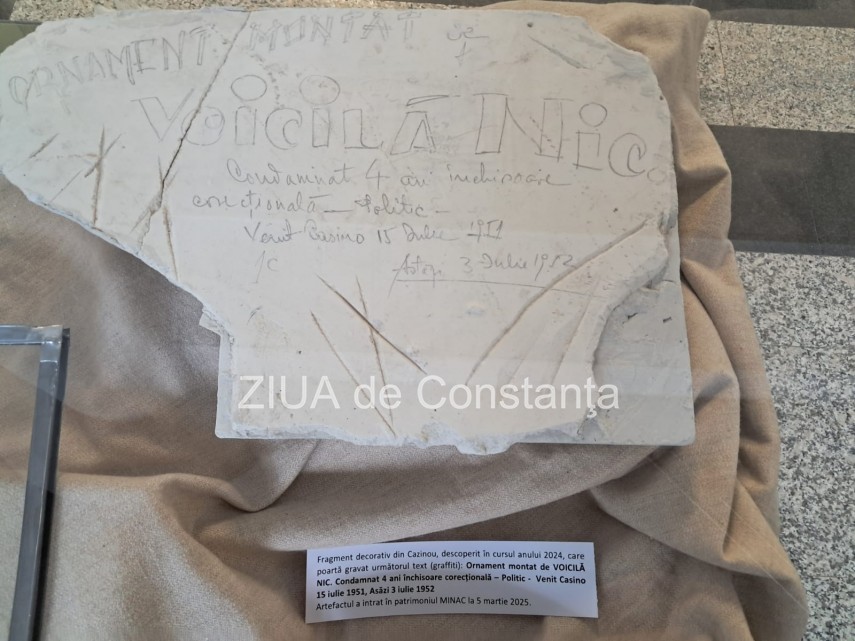 ORNAMENT MONTAT de
VOICILĂ NIC.
Condamnat 4 ani închisoare
corecțională — Politic —
Venit Casino 15 Iulie 1951
Astăzi 3 Iulie 1952
ZIUA de Constanța
Fragment decorativ din Cazinou, descoperit în cursul anului 2024, care
poartă gravat următorul text (graffiti): Ornament montat de VOICILĂ
NIC. Condamnat 4 ani închisoare corecțională – Politic - Venit Casino
15 iulie 1951, Asăzi 3 iulie 1952
Artefactul a intrat în patrimoniul MINAC la 5 martie 2025.